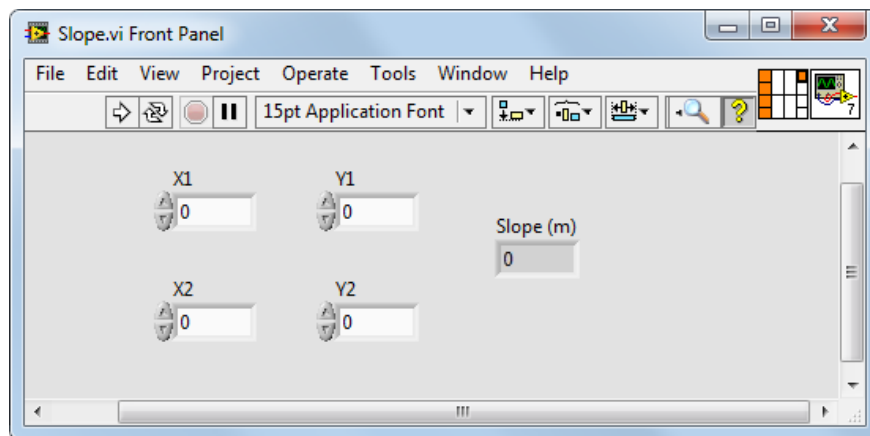 Slope.vi Front Panel
File Edit View Project Operate Tools Window Help
15pt Application Font
? 7
X1 Y1
0 0
Slope (m)
0
X2 Y2
0 0